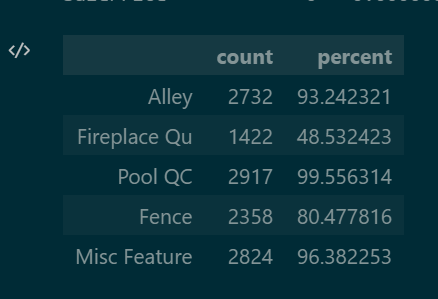 </>
count percent
Alley 2732 93.242321
Fireplace Qu 1422 48.532423
Pool QC 2917 99.556314
Fence 2358 80.477816
Misc Feature 2824 96.382253